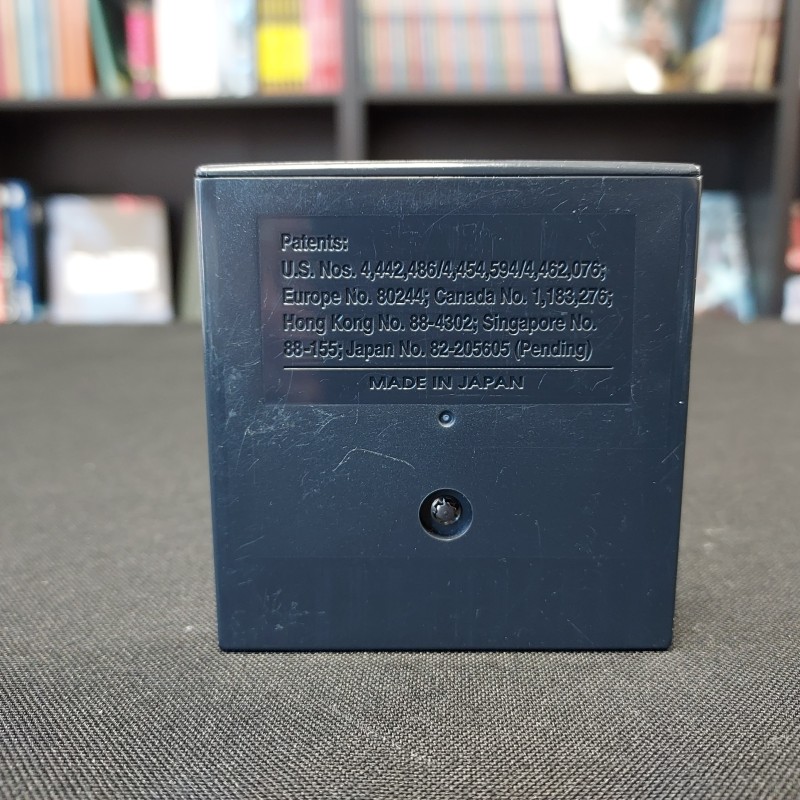 Patents:
U.S. Nos. 4,442,486/4,454,594/4,462,076;
Europe No. 80244; Canada No. 1,183,276;
Hong Kong No. 88-4302; Singapore No.
88-155; Japan No. 82-205605 (Pending)
MADE IN JAPAN